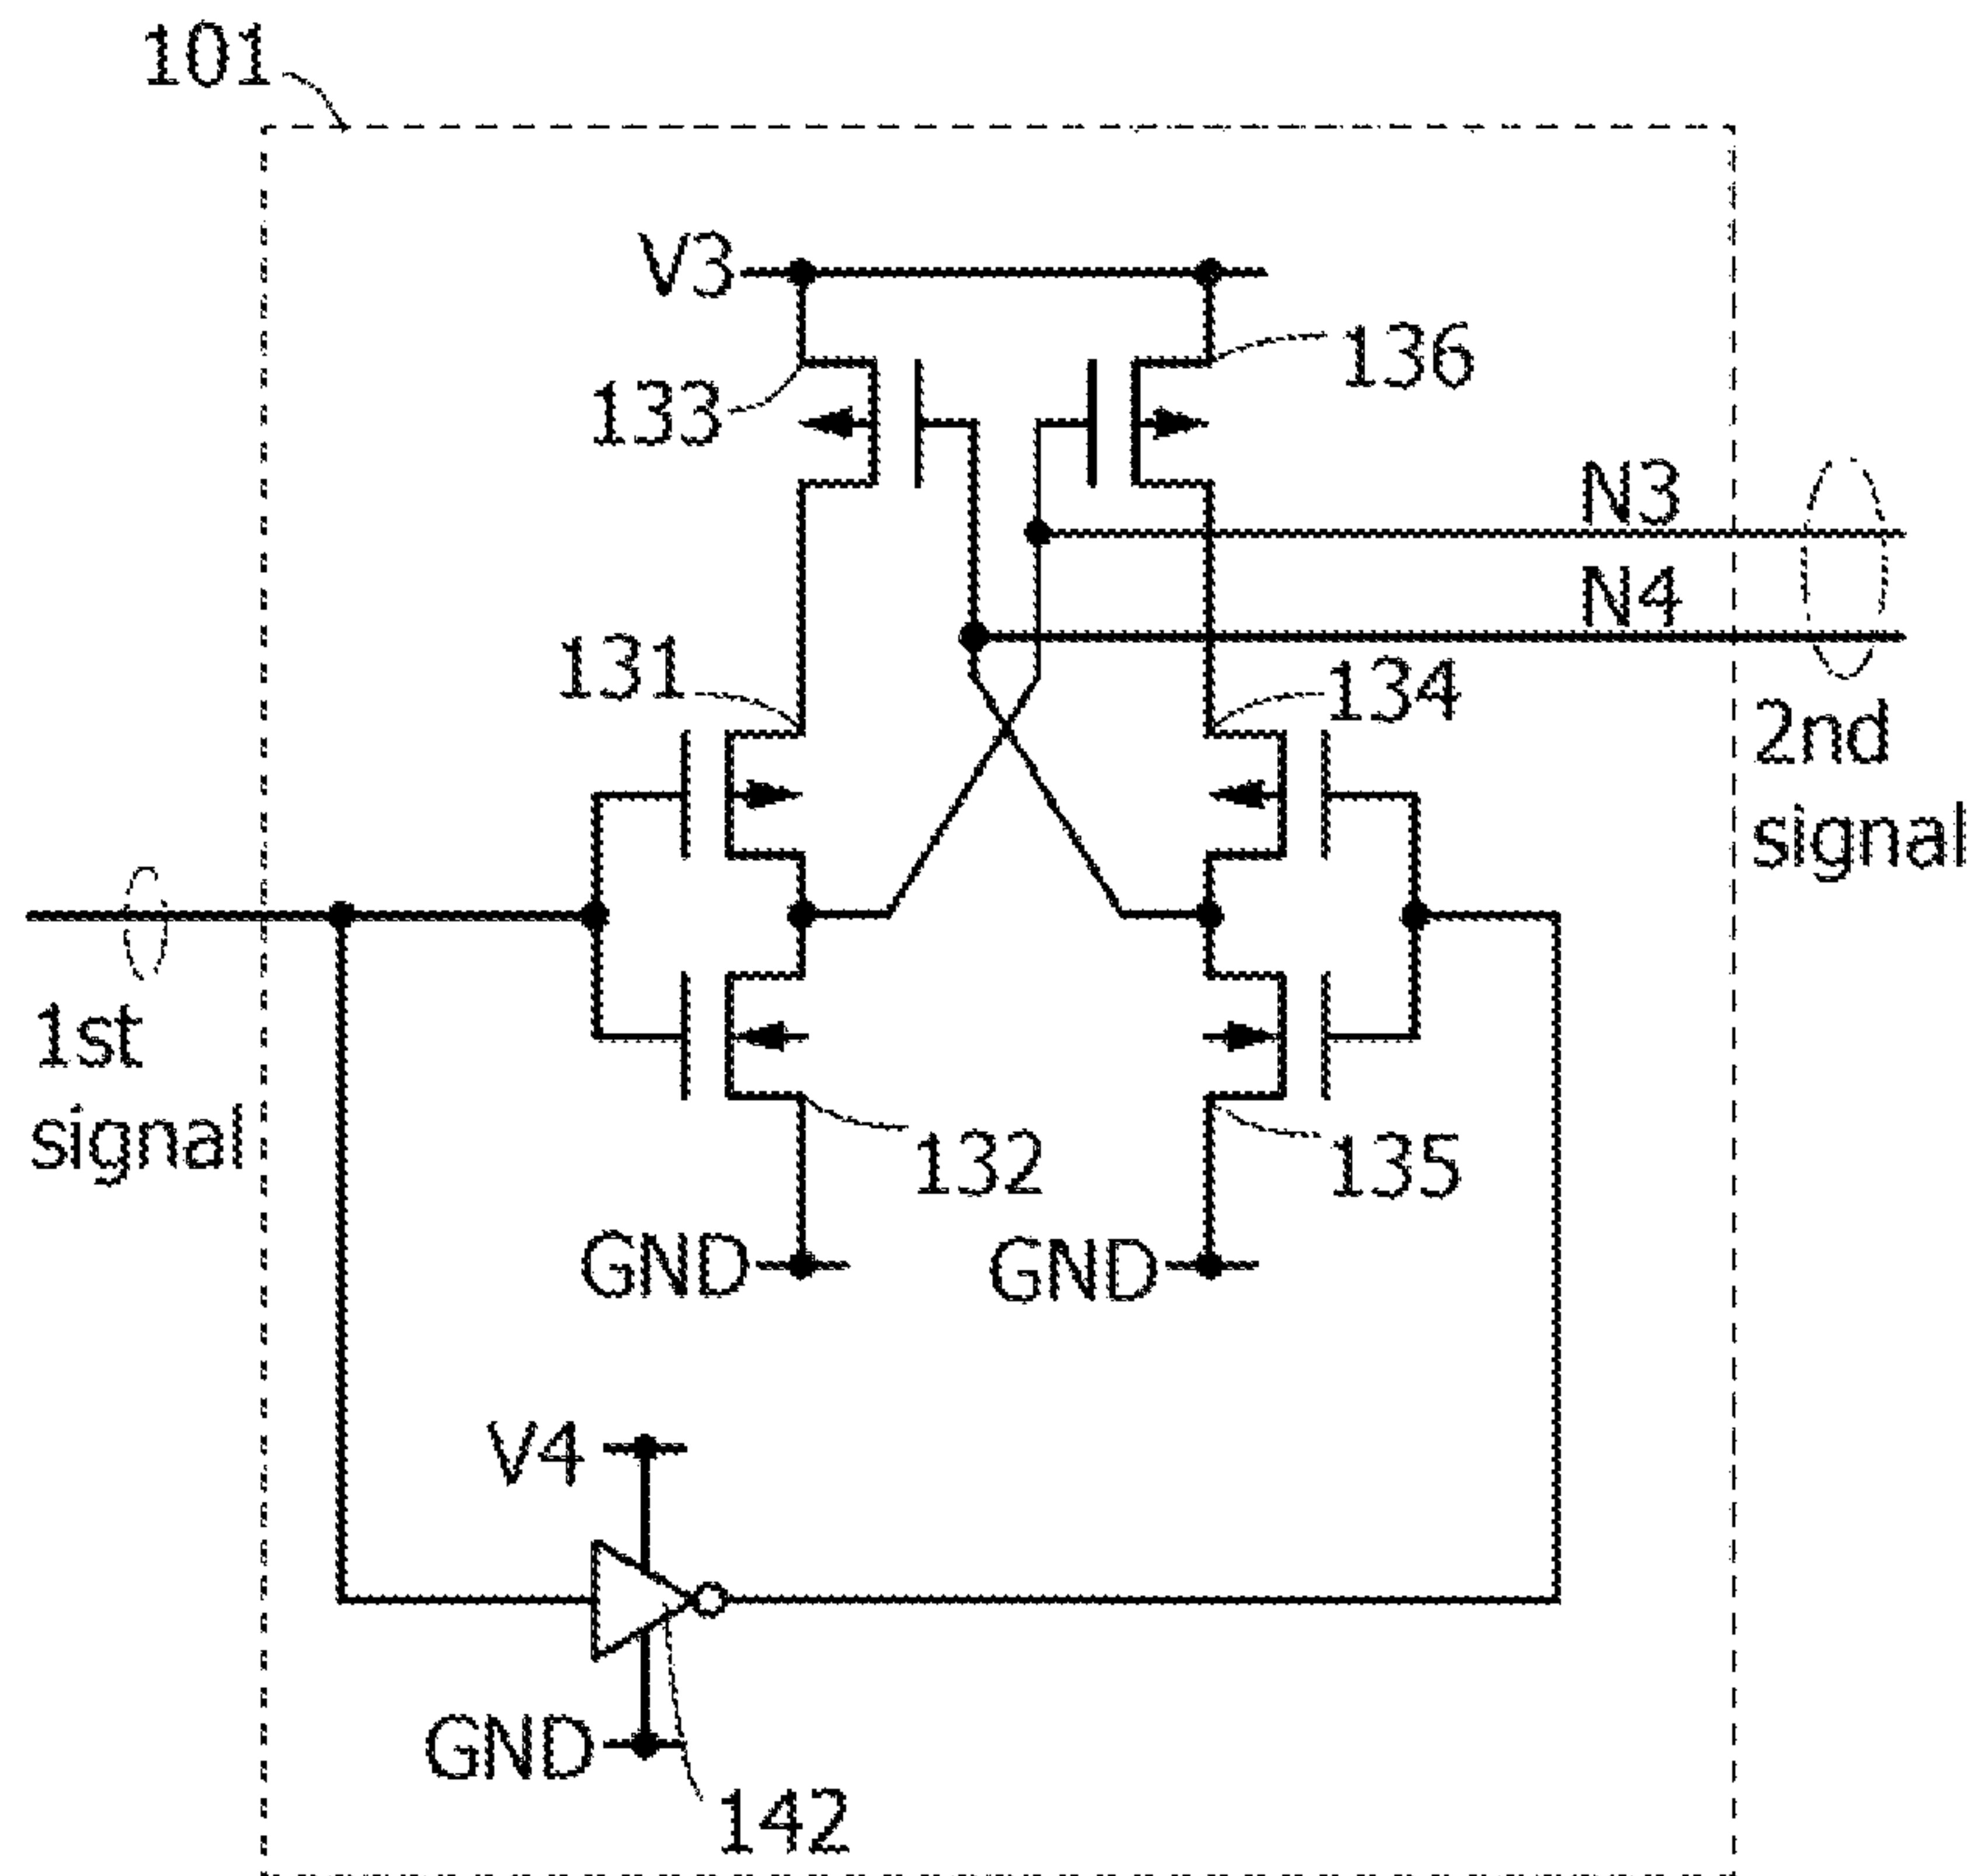 101
V3
136
133
N3
N4
131
134
2nd
signal
1st
signal
132
135
GND
GND
V4
GND
142